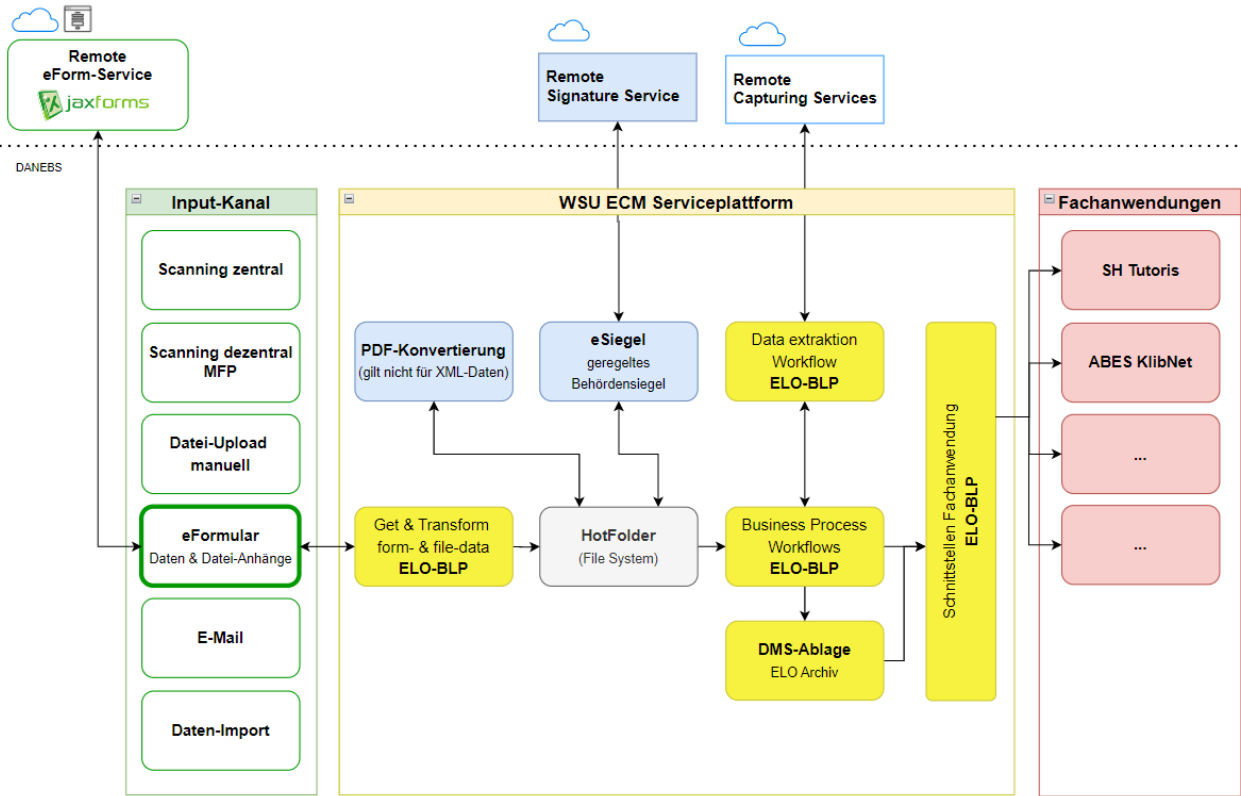 Remote
eForm-Service
jaxforms
Remote
Signature Service
Remote
Capturing Services
DANEBS
Input-Kanal
Scanning zentral
Scanning dezentral
MFP
Datei-Upload
manuell
eFormular
Daten & Datei-Anhänge
E-Mail
Daten-Import
WSU ECM Serviceplattform
PDF-Konvertierung
(gilt nicht für XML-Daten)
eSiegel
geregeltes
Behördensiegel
Data extraktion
Workflow
ELO-BLP
Get & Transform
form- & file-data
ELO-BLP
HotFolder
(File System)
Business Process
Workflows
ELO-BLP
DMS-Ablage
ELO Archiv
Schnittstellen Fachanwendung
ELO-BLP
Fachanwendungen
SH Tutoris
ABES KlibNet
...
...